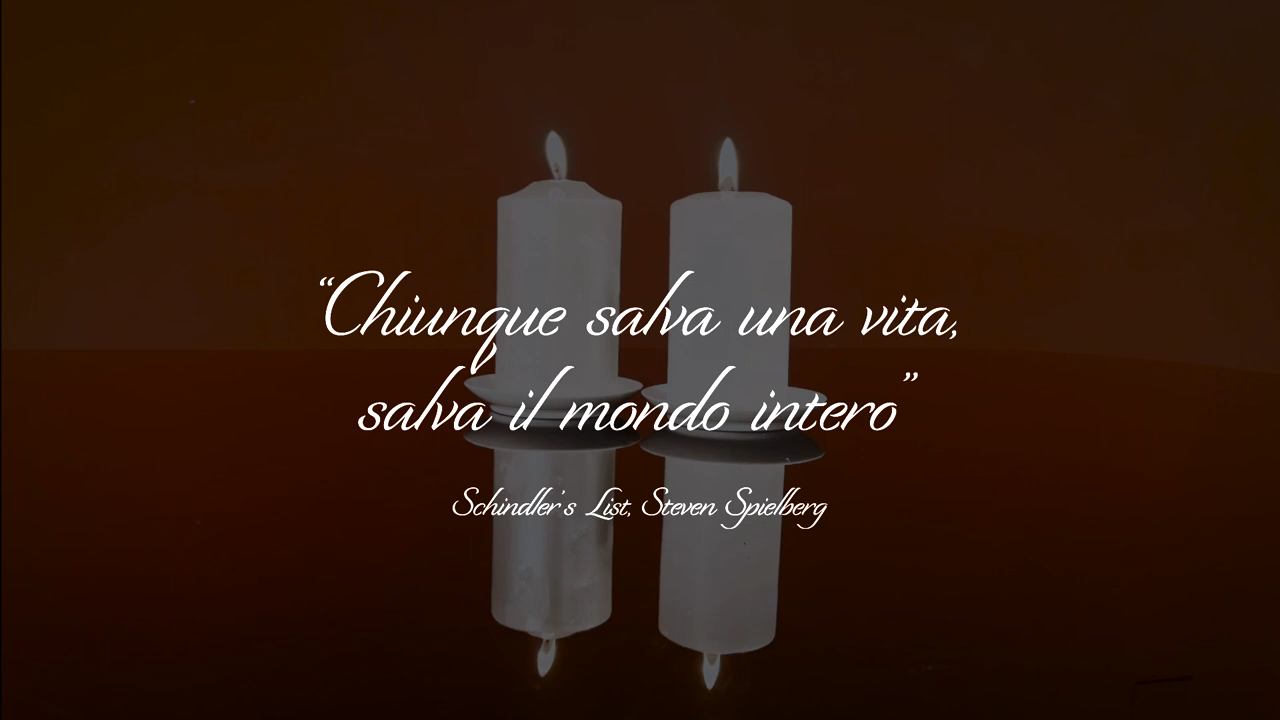 “Chiunque salva una vita,
salva il mondo intero”
Schindler's List, Steven Spielberg